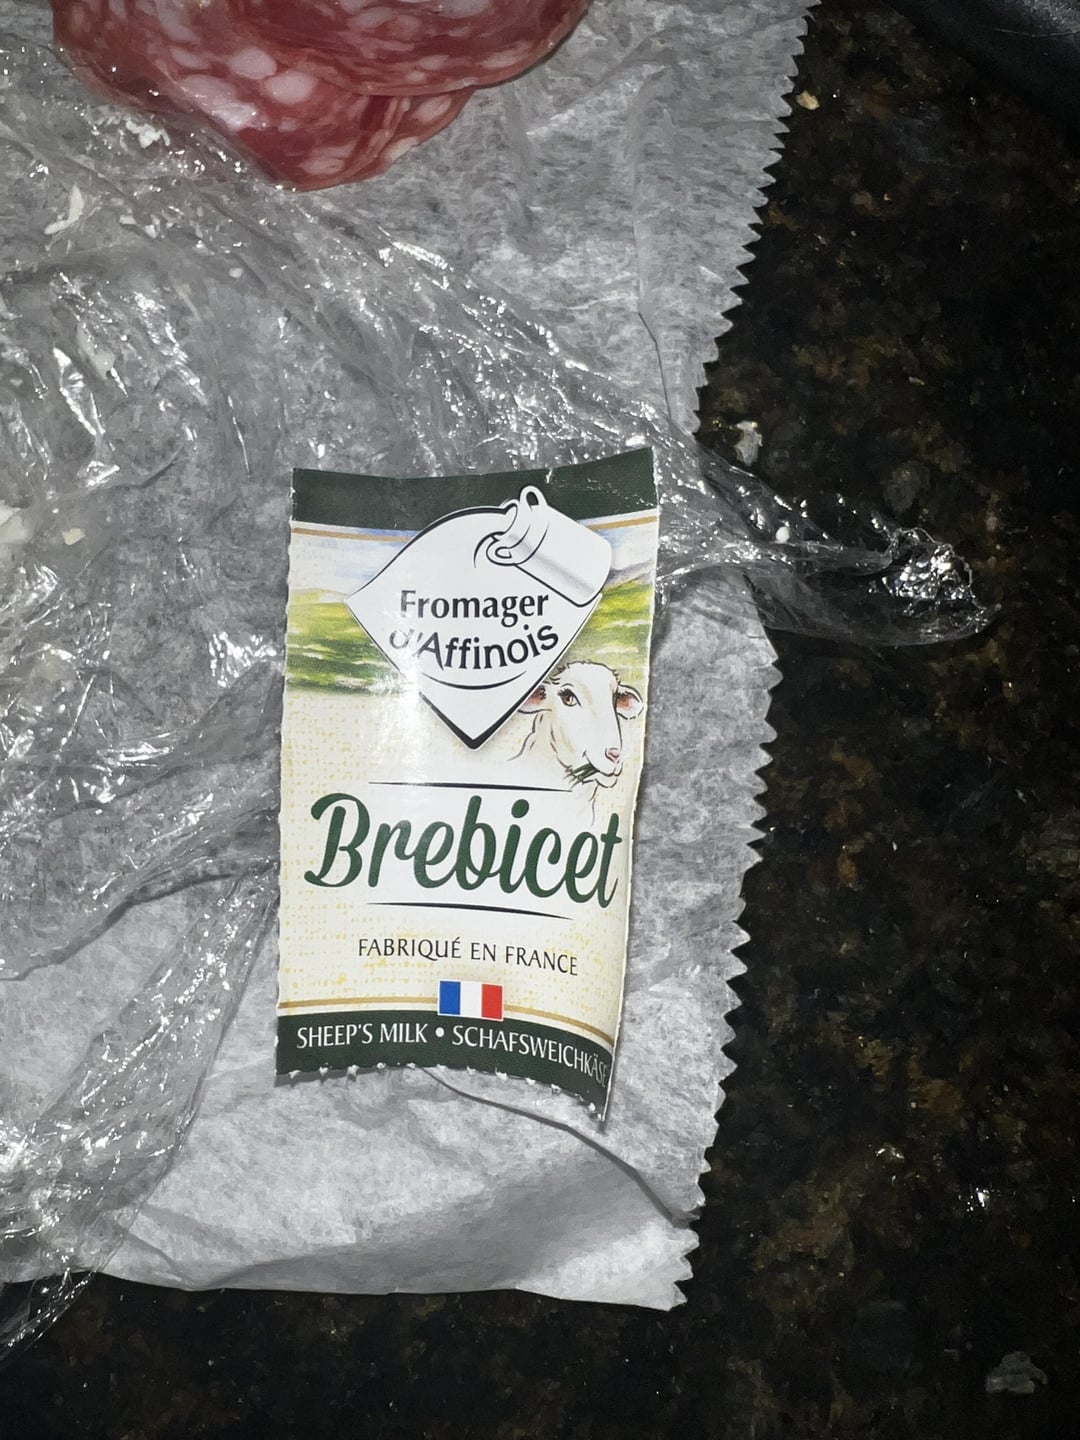 Fromager
d'Affinois
Brebicet
FABRIQUÉ EN FRANCE
SHEEP'S MILK • SCHAFSWEICHKÄSE